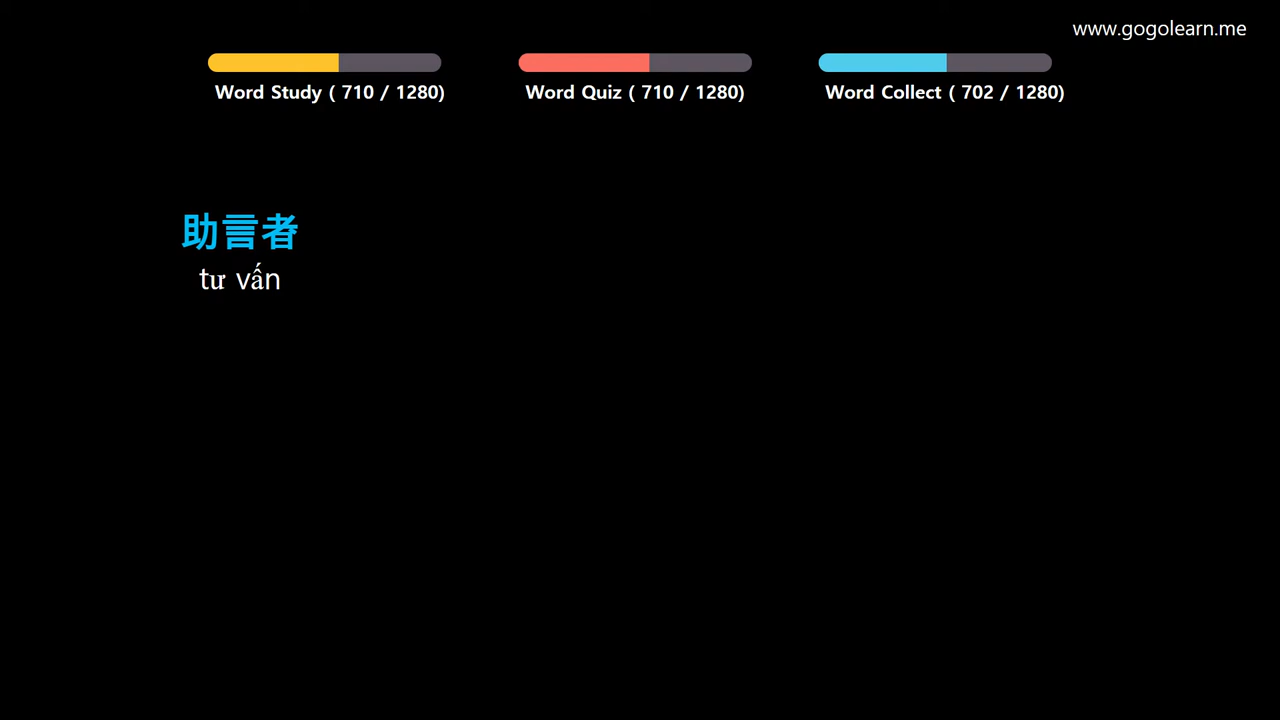 www.gogolearn.me
Word Study ( 710 / 1280)
Word Quiz ( 710 / 1280)
Word Collect ( 702 / 1280)
助言者
tư vấn